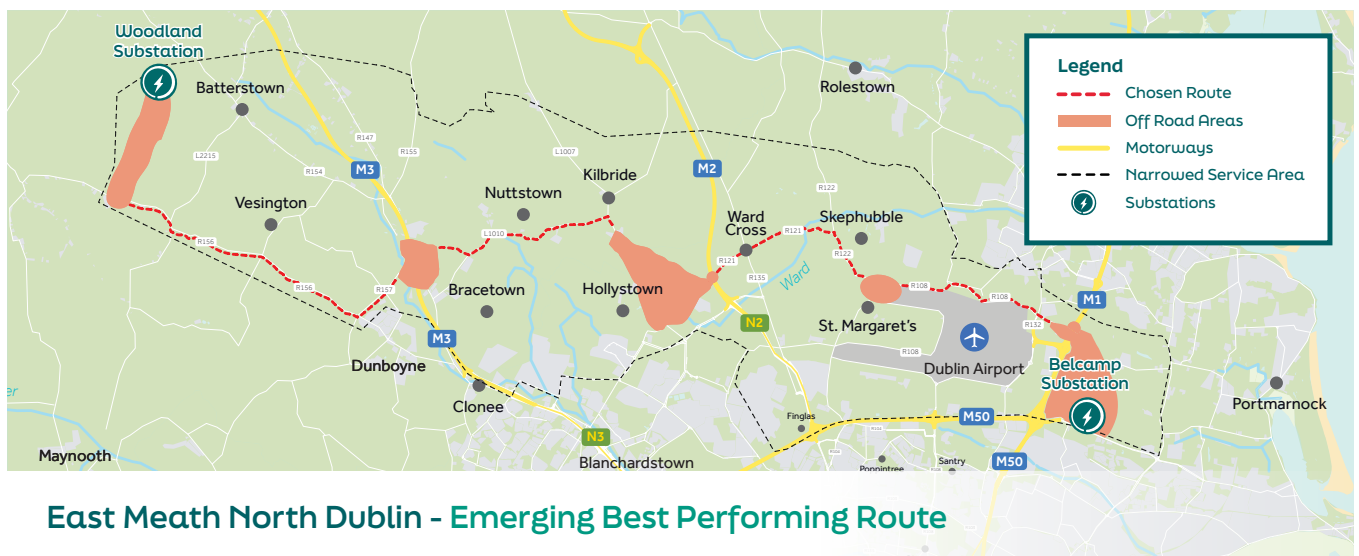 Woodland
Substation
Batterstown
Rolestown
R147
R155
L1007
L2215
R154
M3
M2
Kilbride
R122
Nuttstown
Vesington
Ward
Cross
Skephubble
R156
L1010
R121
R121
R122
R135
Ward
R156
R157
Bracetown
Hollystown
R108
R108
M1
St. Margaret's
N2
R132
M3
R108
Dublin Airport
Dunboyne
Belcamp
Substation
Clonee
Portmarnock
Finglas
M50
N3
Maynooth
Blanchardstown
Poppintree
Santry
M50
Legend
Chosen Route
Off Road Areas
Motorways
Narrowed Service Area
Substations
East Meath North Dublin - Emerging Best Performing Route